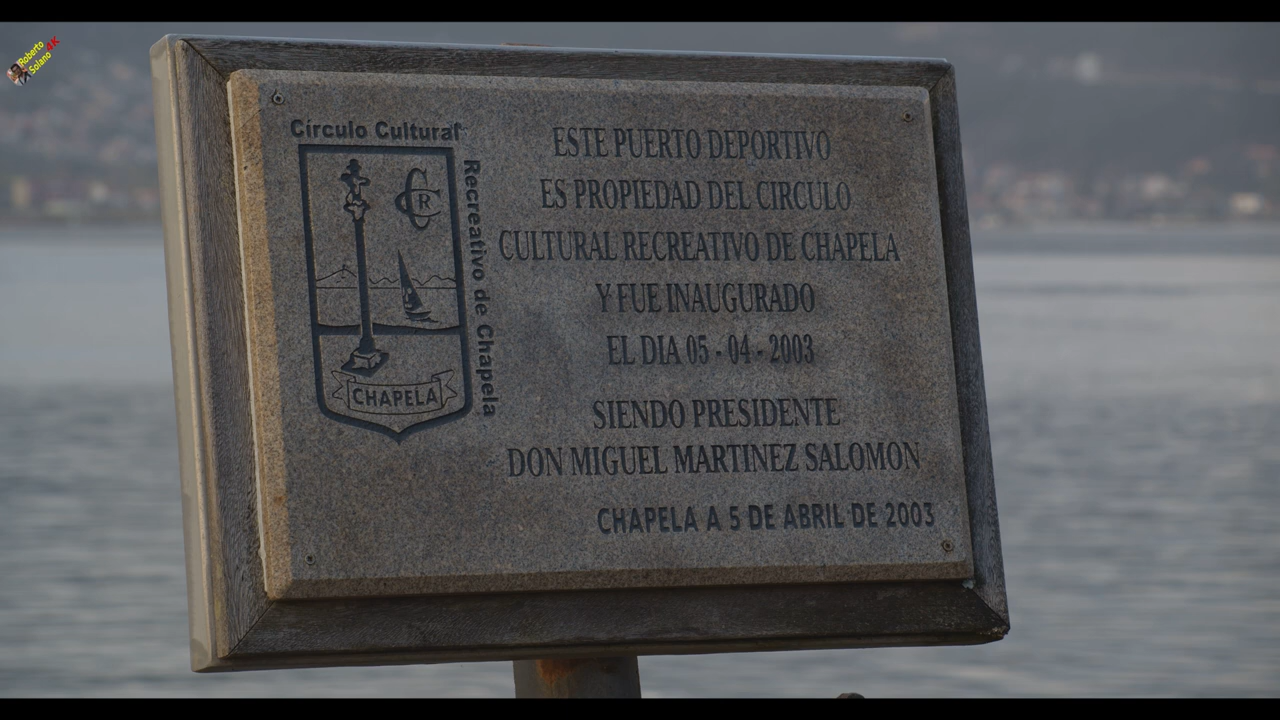 Roberto
Solano 4K
Círculo Cultural
Recreativo de Chapela
CCR
CHAPELA
ESTE PUERTO DEPORTIVO
ES PROPIEDAD DEL CIRCULO
CULTURAL RECREATIVO DE CHAPELA
Y FUE INAUGURADO
EL DIA 05 - 04 - 2003
SIENDO PRESIDENTE
DON MIGUEL MARTINEZ SALOMON
CHAPELA A 5 DE ABRIL DE 2003